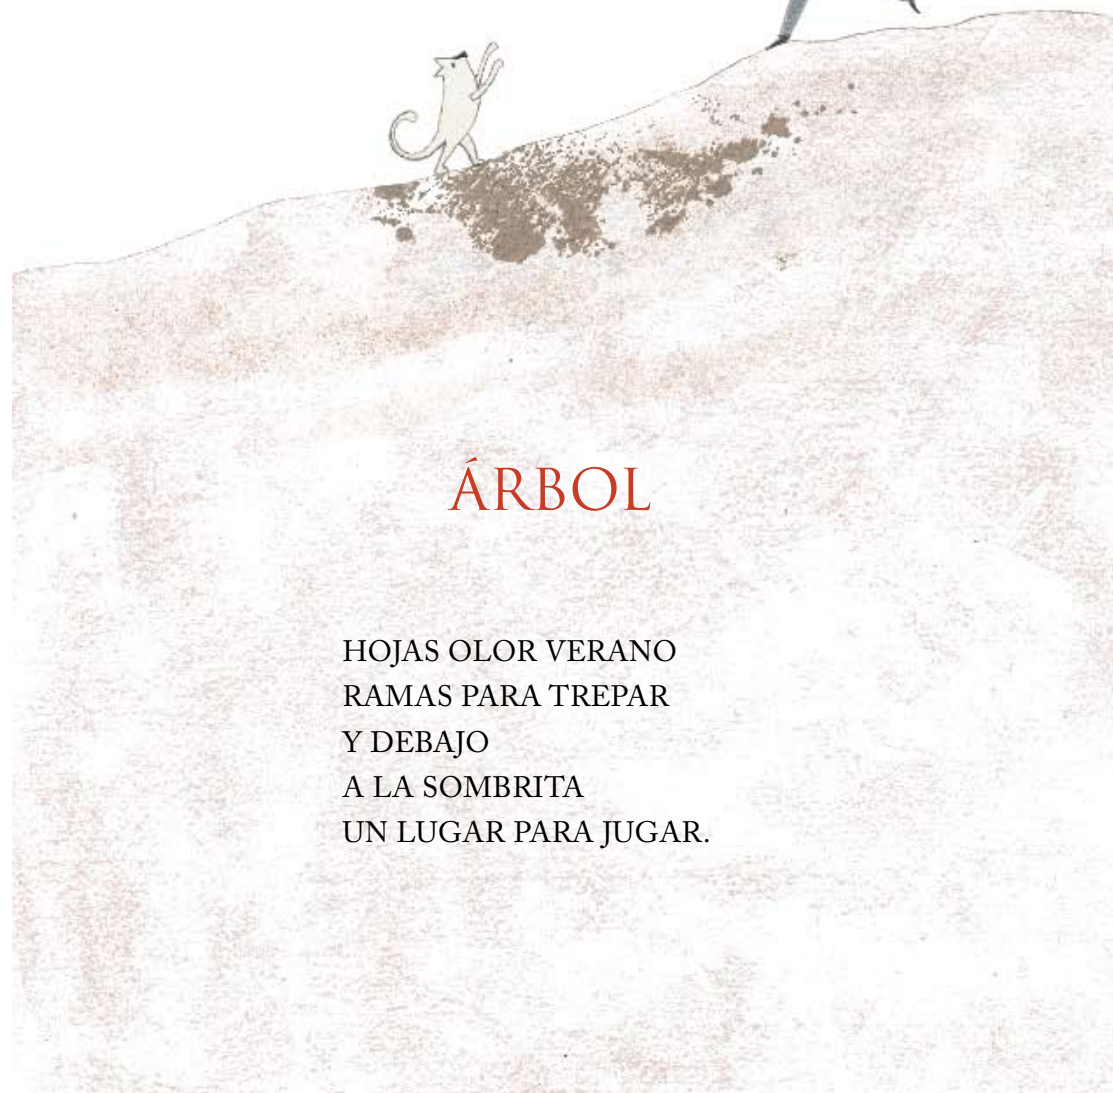 ÁRBOL
HOJAS OLOR VERANO
RAMAS PARA TREPAR
Y DEBAJO
A LA SOMBRITA
UN LUGAR PARA JUGAR.